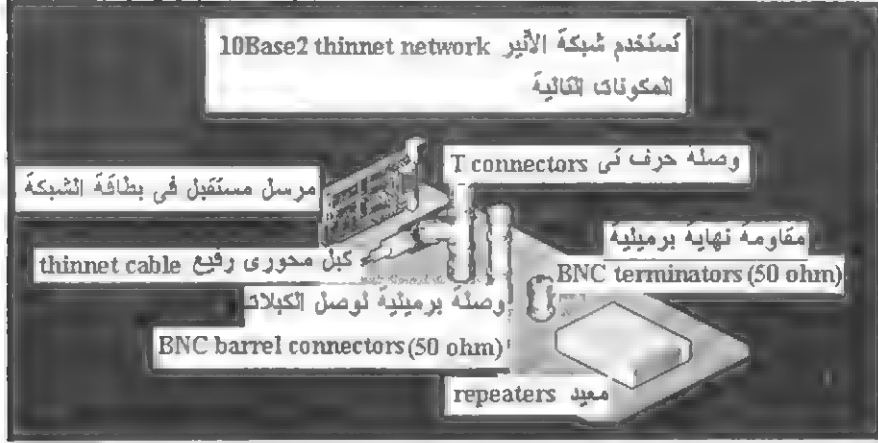 تستخدم شبكة الأثير 10Base2 thinnet network
المكونات التالية
وصلة حرف تى T connectors
مرسل مستقبل فى بطاقة الشبكة
مقاومة نهاية برميلية
BNC terminators (50 ohm)
كبل محورى رفيع thinnet cable
وصلة برميلية لوصل الكبلات
BNC barrel connectors (50 ohm)
معيد repeaters